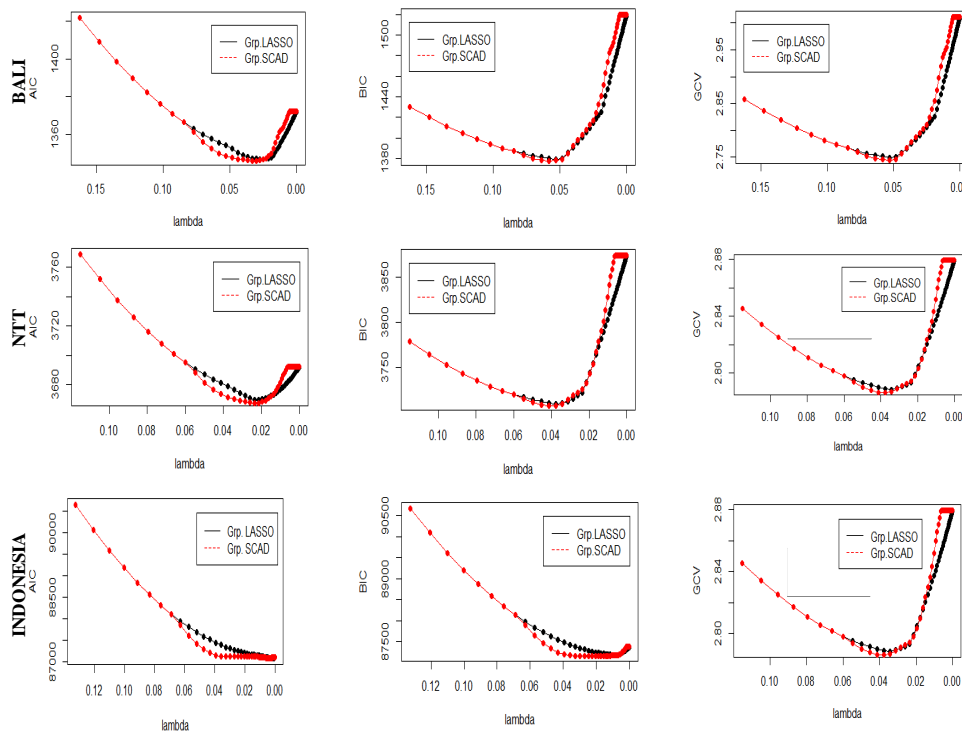 BALI
AIC
1360
1400
Grp.LASSO
Grp.SCAD
0.15
0.10
0.05
0.00
lambda
BIC
1380
1440
1500
Grp.LASSO
Grp.SCAD
0.15
0.10
0.05
0.00
lambda
GCV
2.75
2.85
2.95
Grp.LASSO
Grp.SCAD
0.15
0.10
0.05
0.00
lambda
NTT
AIC
3680
3720
3760
Grp.LASSO
Grp.SCAD
0.10
0.08
0.06
0.04
0.02
0.00
lambda
BIC
3750
3800
3850
Grp.LASSO
Grp.SCAD
0.10
0.08
0.06
0.04
0.02
0.00
lambda
GCV
2.80
2.84
2.88
Grp.LASSO
Grp.SCAD
0.10
0.08
0.06
0.04
0.02
0.00
lambda
INDONESIA
AIC
87000
88500
90000
Grp. LASSO
Grp. SCAD
0.12
0.10
0.08
0.06
0.04
0.02
0.00
lambda
BIC
87500
89000
90500
Grp.LASSO
Grp.SCAD
0.12
0.10
0.08
0.06
0.04
0.02
0.00
lambda
GCV
2.80
2.84
2.88
Grp.LASSO
Grp.SCAD
0.10
0.08
0.06
0.04
0.02
0.00
lambda